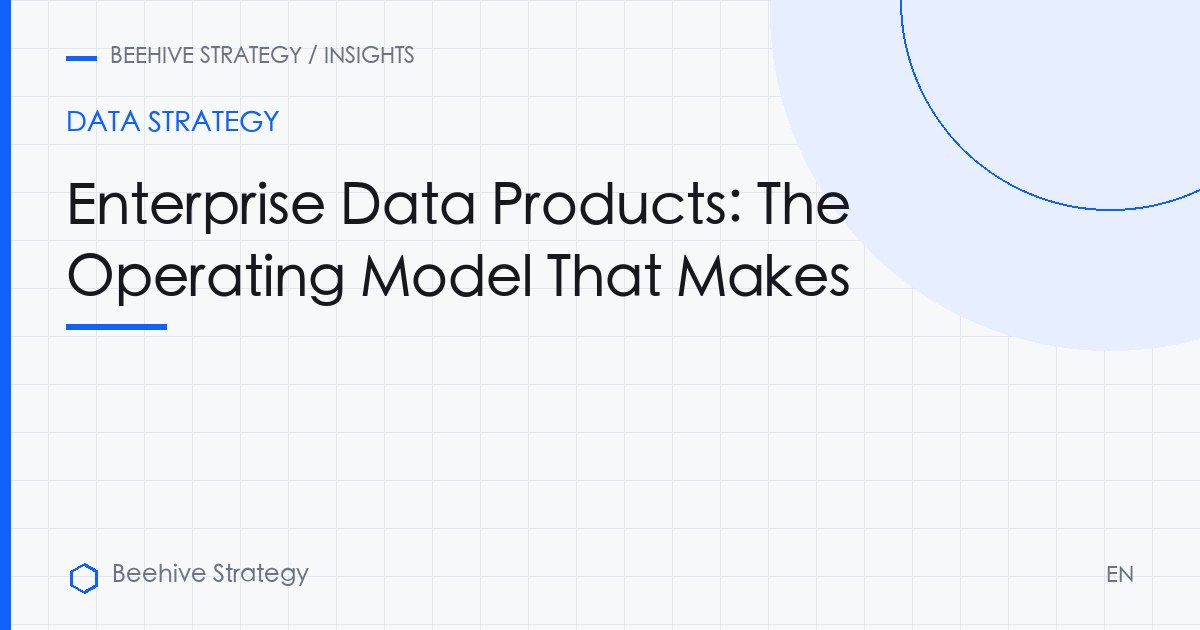 BEEHIVE STRATEGY / INSIGHTS
DATA STRATEGY
Enterprise Data Products: The
Operating Model That Makes
Beehive Strategy
EN